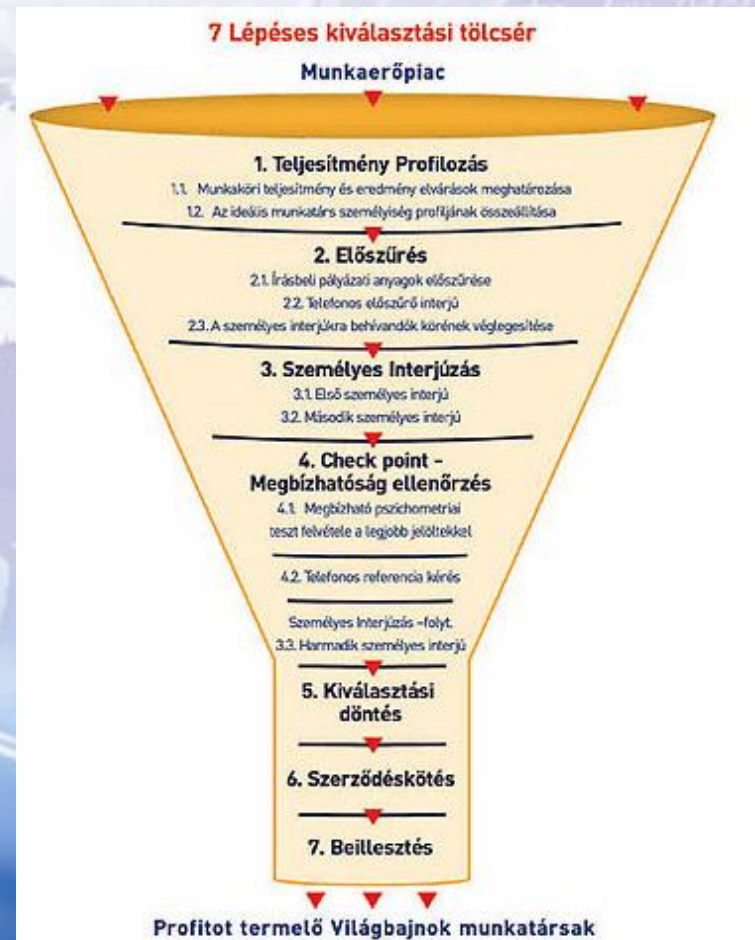 7 Lépéses kiválasztási tölcsér
Munkaerőpiac
1. Teljesítmény Profilozás
1.1. Munkaköri teljesítmény és eredmény elvárások meghatározása
1.2. Az ideális munkatárs személyiség profiljának összeállítása
2. Előszűrés
2.1. Írásbeli pályázati anyagok előszűrése
2.2. Telefonos előszűrő interjú
2.3. A személyes interjúkra behívandók körének véglegesítése
3. Személyes Interjúzás
3.1. Első személyes interjú
3.2. Második személyes interjú
4. Check point –
Megbízhatóság ellenőrzés
4.1. Megbízható pszichometriai
teszt felvétele a legjobb jelöltekkel
4.2. Telefonos referencia kérés
Személyes Interjúzás –folyt.
3.3. Harmadik személyes interjú
5. Kiválasztási
döntés
6. Szerződéskötés
7. Beillesztés
Profitot termelő Világbajnok munkatársak